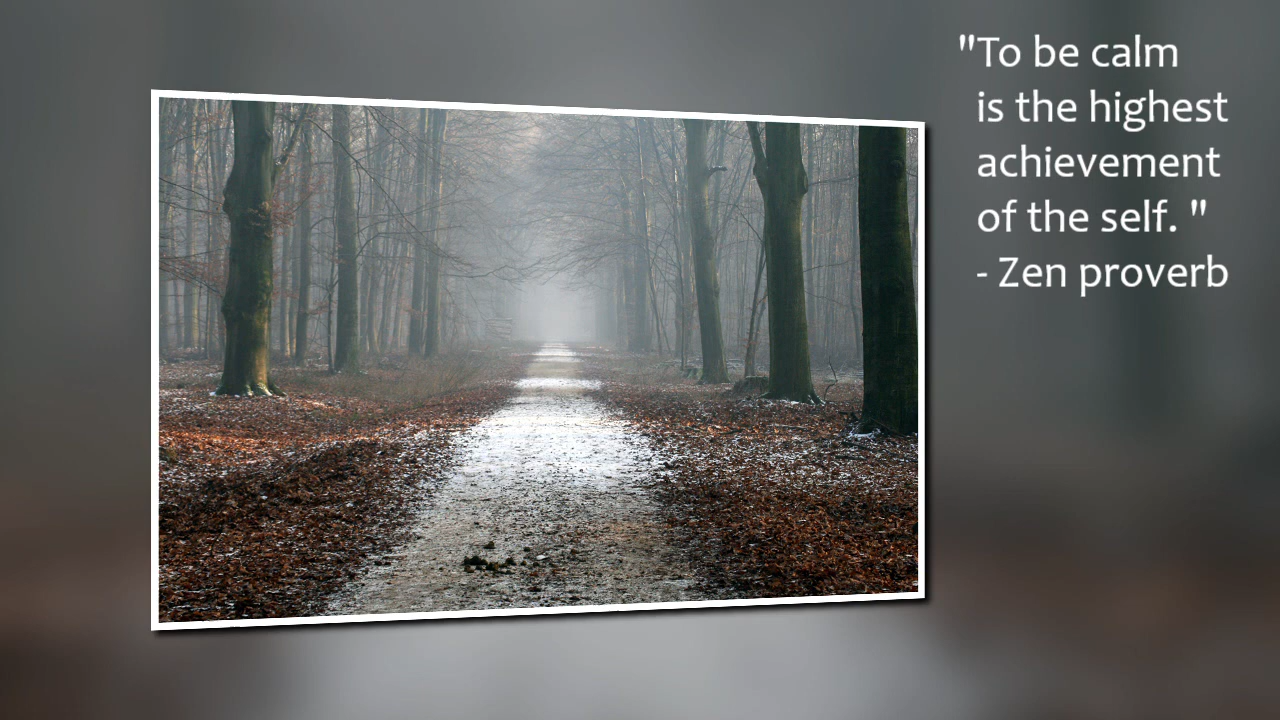 "To be calm
is the highest
achievement
of the self. "
- Zen proverb